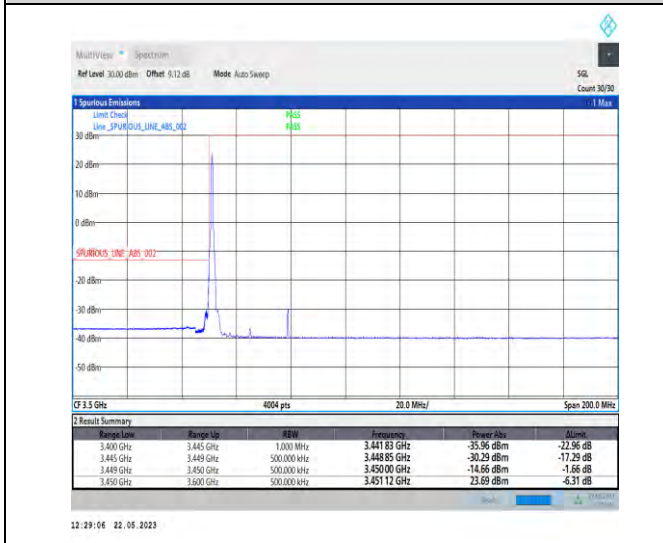 MultiView Spectrum
Ref Level 30.00 dBm Offset 9.12 dB Mode Auto Sweep SGL
Count 30/30
1 Spurious Emissions 1 Max
Limit Check PASS
Line _SPURIOUS_LINE_ABS_002 PASS
30 dBm
20 dBm
10 dBm
0 dBm
SPURIOUS_LINE_ABS_002
-20 dBm
-30 dBm
-40 dBm
-50 dBm
CF 3.5 GHz 4004 pts 20.0 MHz/ Span 200.0 MHz
2 Result Summary
Range Low Range Up RBW Frequency Power Abs ΔLimit
3.400 GHz 3.445 GHz 1.000 MHz 3.441 83 GHz -35.96 dBm -22.96 dB
3.445 GHz 3.449 GHz 500.000 kHz 3.448 85 GHz -30.29 dBm -17.29 dB
3.449 GHz 3.450 GHz 500.000 kHz 3.450 00 GHz -14.66 dBm -1.66 dB
3.450 GHz 3.600 GHz 500.000 kHz 3.451 12 GHz 23.69 dBm -6.31 dB
12:29:06 22.05.2023